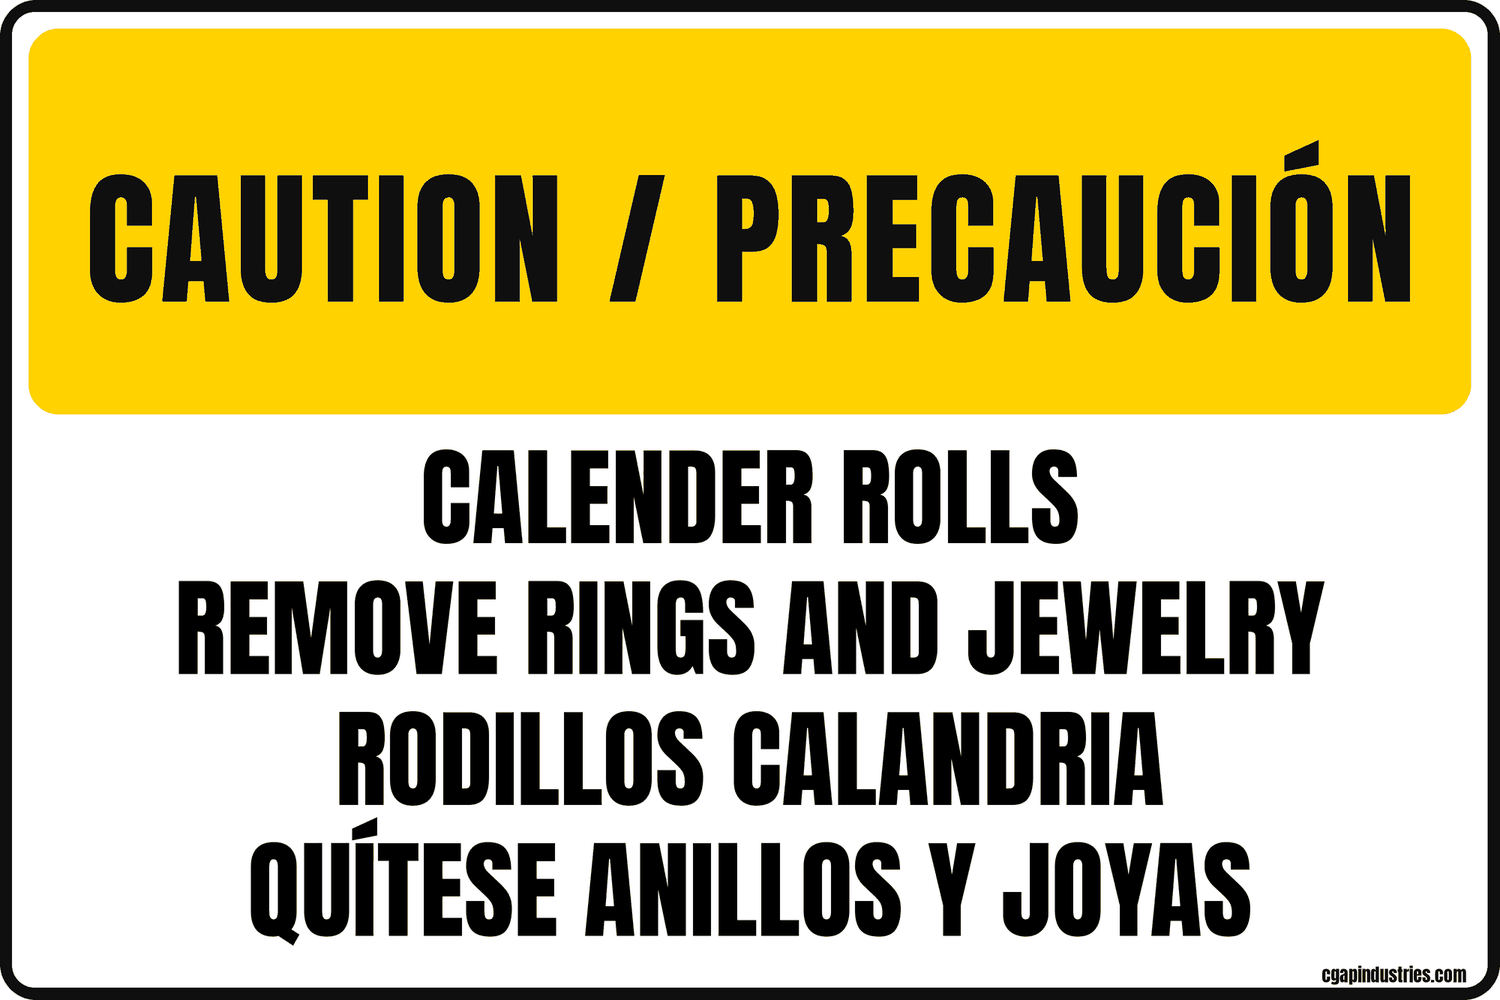 CAUTION / PRECAUCIÓN
CALENDER ROLLS
REMOVE RINGS AND JEWELRY
RODILLOS CALANDRIA
QUÍTESE ANILLOS Y JOYAS
cgapindustries.com